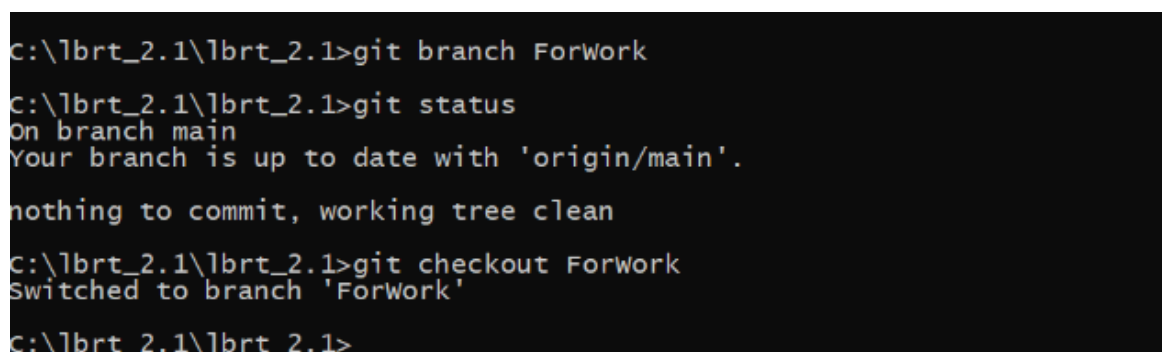 C:\lbrt_2.1\lbrt_2.1>git branch ForWork
C:\lbrt_2.1\lbrt_2.1>git status
On branch main
Your branch is up to date with 'origin/main'.
nothing to commit, working tree clean
C:\lbrt_2.1\lbrt_2.1>git checkout ForWork
Switched to branch 'ForWork'
C:\lbrt_2.1\lbrt_2.1>